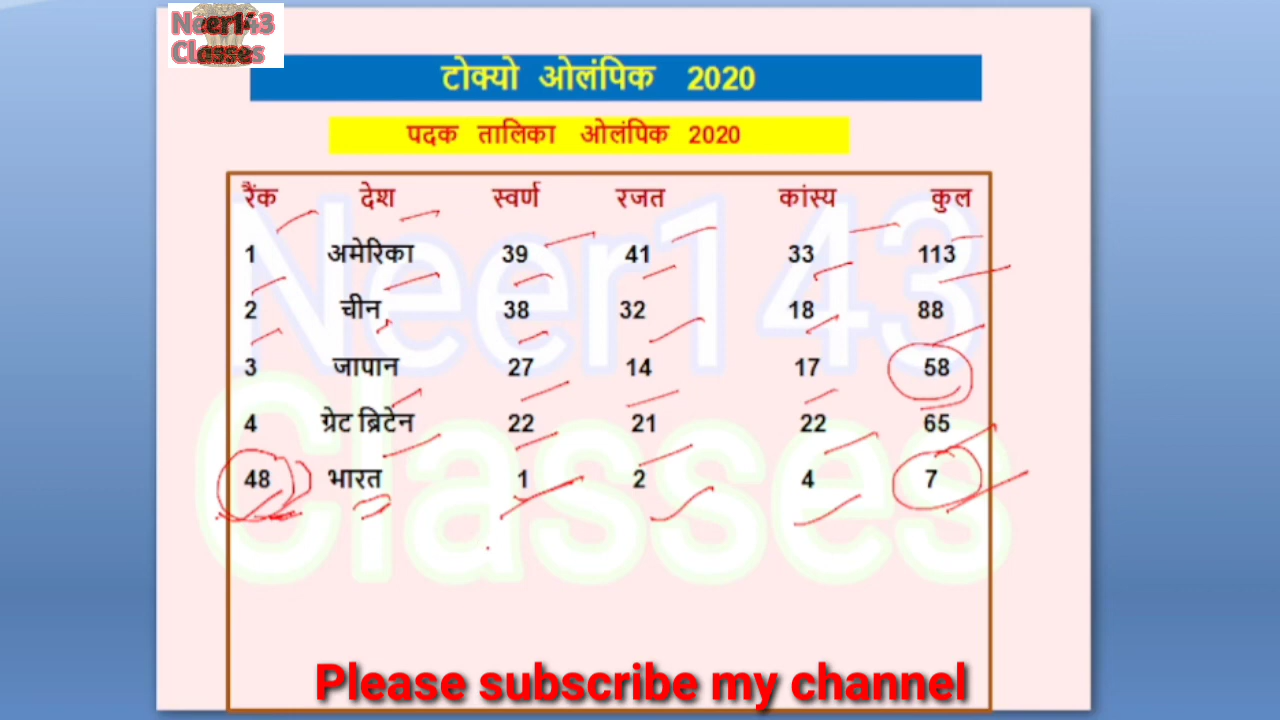 Neer143
Classes
टोक्यो ओलंपिक 2020
पदक तालिका ओलंपिक 2020
रैंक देश स्वर्ण रजत कांस्य कुल
1 अमेरिका 39 41 33 113
2 चीन 38 32 18 88
3 जापान 27 14 17 58
4 ग्रेट ब्रिटेन 22 21 22 65
48 भारत 1 2 4 7
Neer143
Classes
Please subscribe my channel